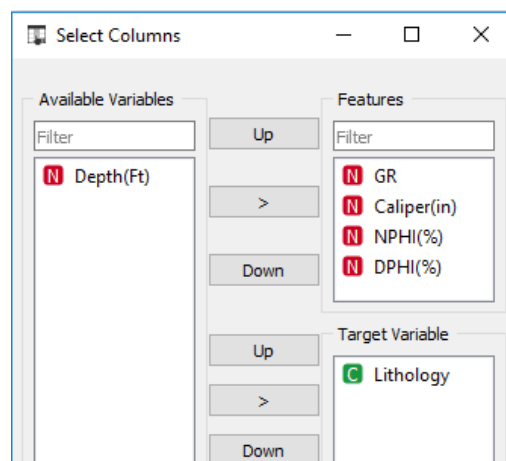 Select Columns
Available Variables
Filter
N Depth(Ft)
Up
>
Down
Up
>
Down
Features
Filter
N GR
N Caliper(in)
N NPHI(%)
N DPHI(%)
Target Variable
C Lithology